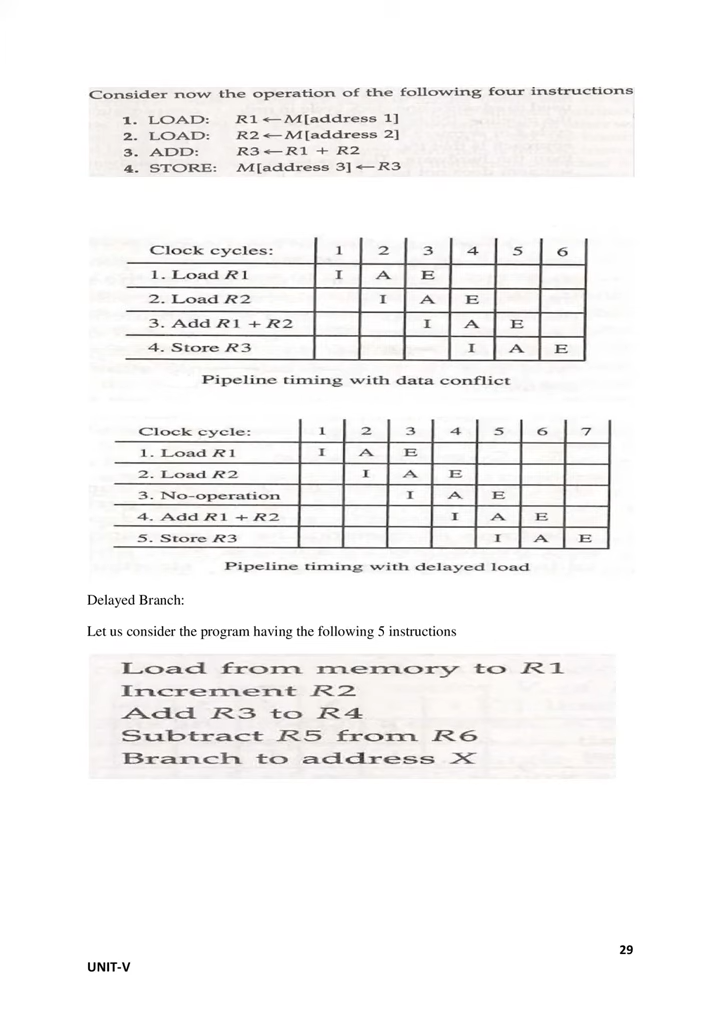 Consider now the operation of the following four instructions
1. LOAD: R1 ← M[address 1]
2. LOAD: R2 ← M[address 2]
3. ADD: R3 ← R1 + R2
4. STORE: M[address 3] ← R3
Clock cycles: 1 2 3 4 5 6
1. Load R1 I A E
2. Load R2 I A E
3. Add R1 + R2 I A E
4. Store R3 I A E
Pipeline timing with data conflict
Clock cycle: 1 2 3 4 5 6 7
1. Load R1 I A E
2. Load R2 I A E
3. No-operation I A E
4. Add R1 + R2 I A E
5. Store R3 I A E
Pipeline timing with delayed load
Delayed Branch:
Let us consider the program having the following 5 instructions
Load from memory to R1
Increment R2
Add R3 to R4
Subtract R5 from R6
Branch to address X
29
UNIT-V